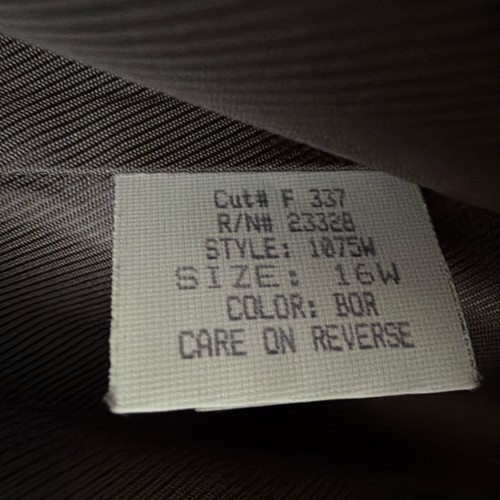 Cut# F 337
R/N# 23328
STYLE: 1075W
SIZE: 16W
COLOR: BOR
CARE ON REVERSE